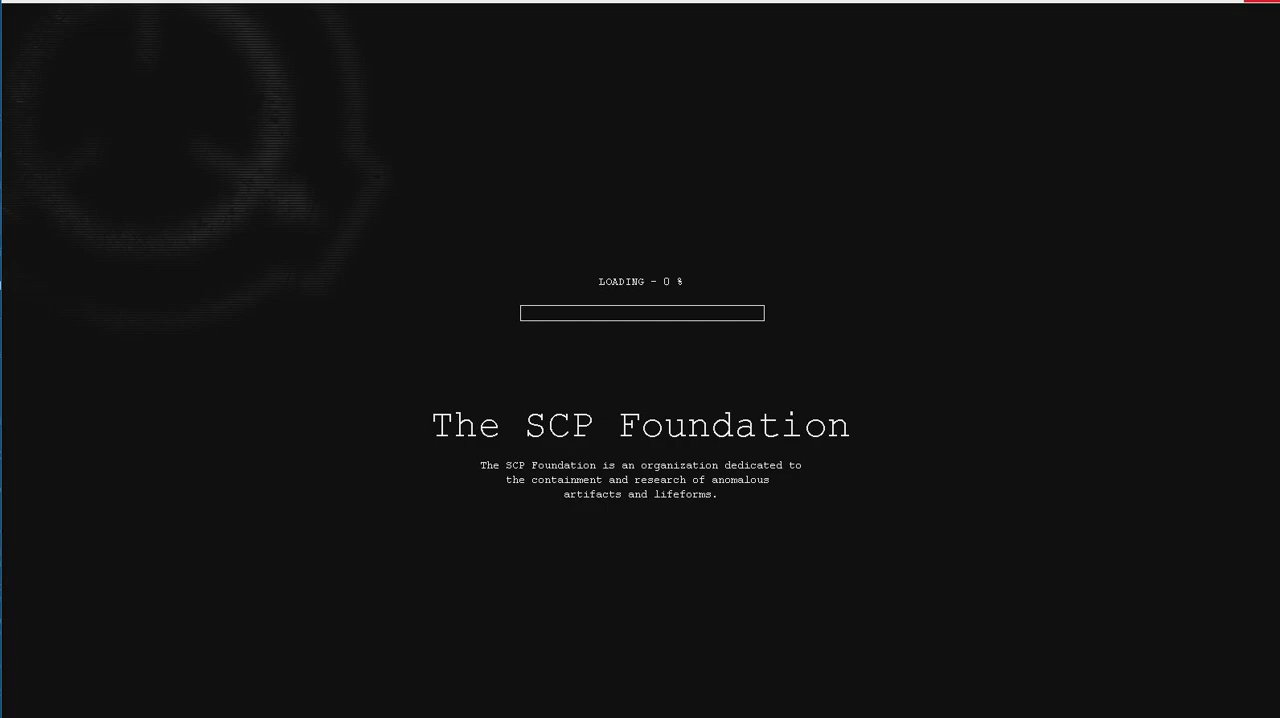 LOADING - 0 %
The SCP Foundation
The SCP Foundation is an organization dedicated to
the containment and research of anomalous
artifacts and lifeforms.